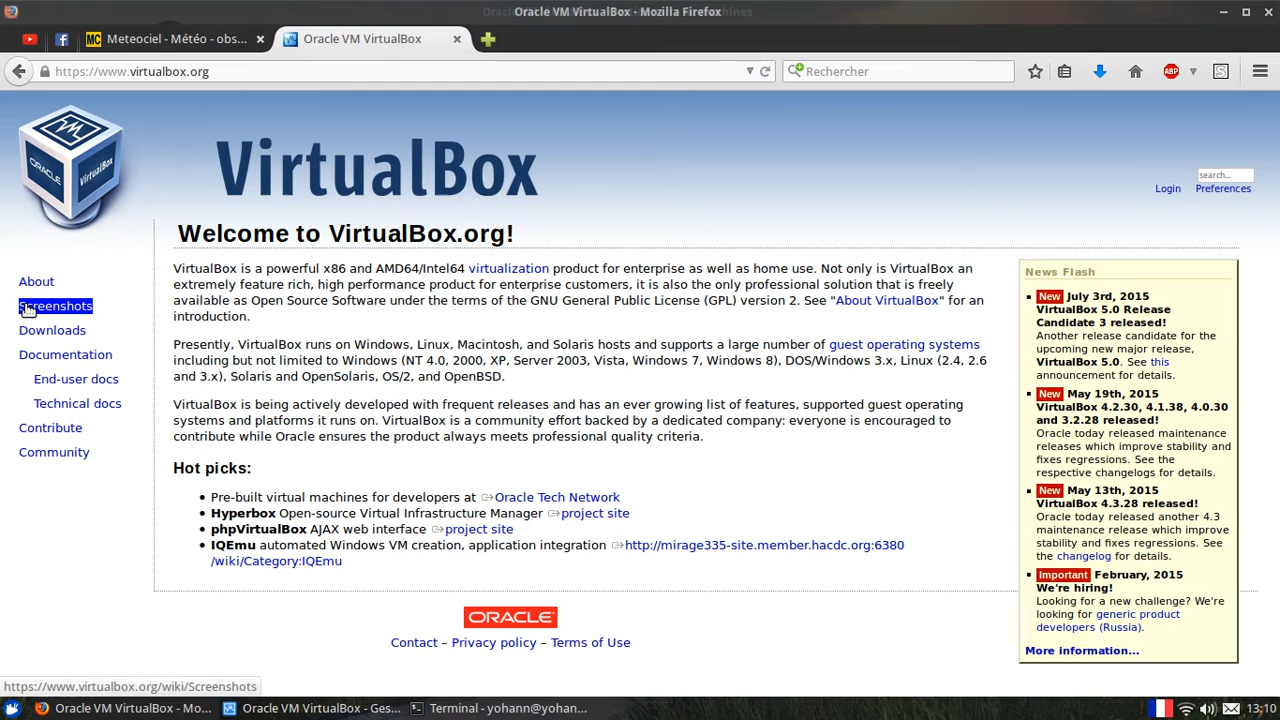 Oracle VM VirtualBox - Mozilla Firefox
Meteociel - Météo - obs...
Oracle VM VirtualBox
https://www.virtualbox.org
Rechercher
ABP
ORACLE
VirtualBox
VirtualBox
search...
Login
Preferences
Welcome to VirtualBox.org!
About
Screenshots
Downloads
Documentation
End-user docs
Technical docs
Contribute
Community
VirtualBox is a powerful x86 and AMD64/Intel64 virtualization product for enterprise as well as home use. Not only is VirtualBox an
extremely feature rich, high performance product for enterprise customers, it is also the only professional solution that is freely
available as Open Source Software under the terms of the GNU General Public License (GPL) version 2. See "About VirtualBox" for an
introduction.
Presently, VirtualBox runs on Windows, Linux, Macintosh, and Solaris hosts and supports a large number of guest operating systems
including but not limited to Windows (NT 4.0, 2000, XP, Server 2003, Vista, Windows 7, Windows 8), DOS/Windows 3.x, Linux (2.4, 2.6
and 3.x), Solaris and OpenSolaris, OS/2, and OpenBSD.
VirtualBox is being actively developed with frequent releases and has an ever growing list of features, supported guest operating
systems and platforms it runs on. VirtualBox is a community effort backed by a dedicated company: everyone is encouraged to
contribute while Oracle ensures the product always meets professional quality criteria.
Hot picks:
Pre-built virtual machines for developers at Oracle Tech Network
Hyperbox Open-source Virtual Infrastructure Manager project site
phpVirtualBox AJAX web interface project site
IQEmu automated Windows VM creation, application integration http://mirage335-site.member.hacdc.org:6380
/wiki/Category:IQEmu
News Flash
New July 3rd, 2015
VirtualBox 5.0 Release
Candidate 3 released!
Another release candidate for the
upcoming new major release,
VirtualBox 5.0. See this
announcement for details.
New May 19th, 2015
VirtualBox 4.2.30, 4.1.38, 4.0.30
and 3.2.28 released!
Oracle today released maintenance
releases which improve stability and
fixes regressions. See the
respective changelogs for details.
New May 13th, 2015
VirtualBox 4.3.28 released!
Oracle today released another 4.3
maintenance release which improve
stability and fixes regressions. See
the changelog for details.
Important February, 2015
We're hiring!
Looking for a new challenge? We're
looking for generic product
developers (Russia).
More information...
ORACLE
Contact – Privacy policy – Terms of Use
https://www.virtualbox.org/wiki/Screenshots
Oracle VM VirtualBox - Mo...
Oracle VM VirtualBox - Ges...
Terminal - yohann@yohan...
13:10